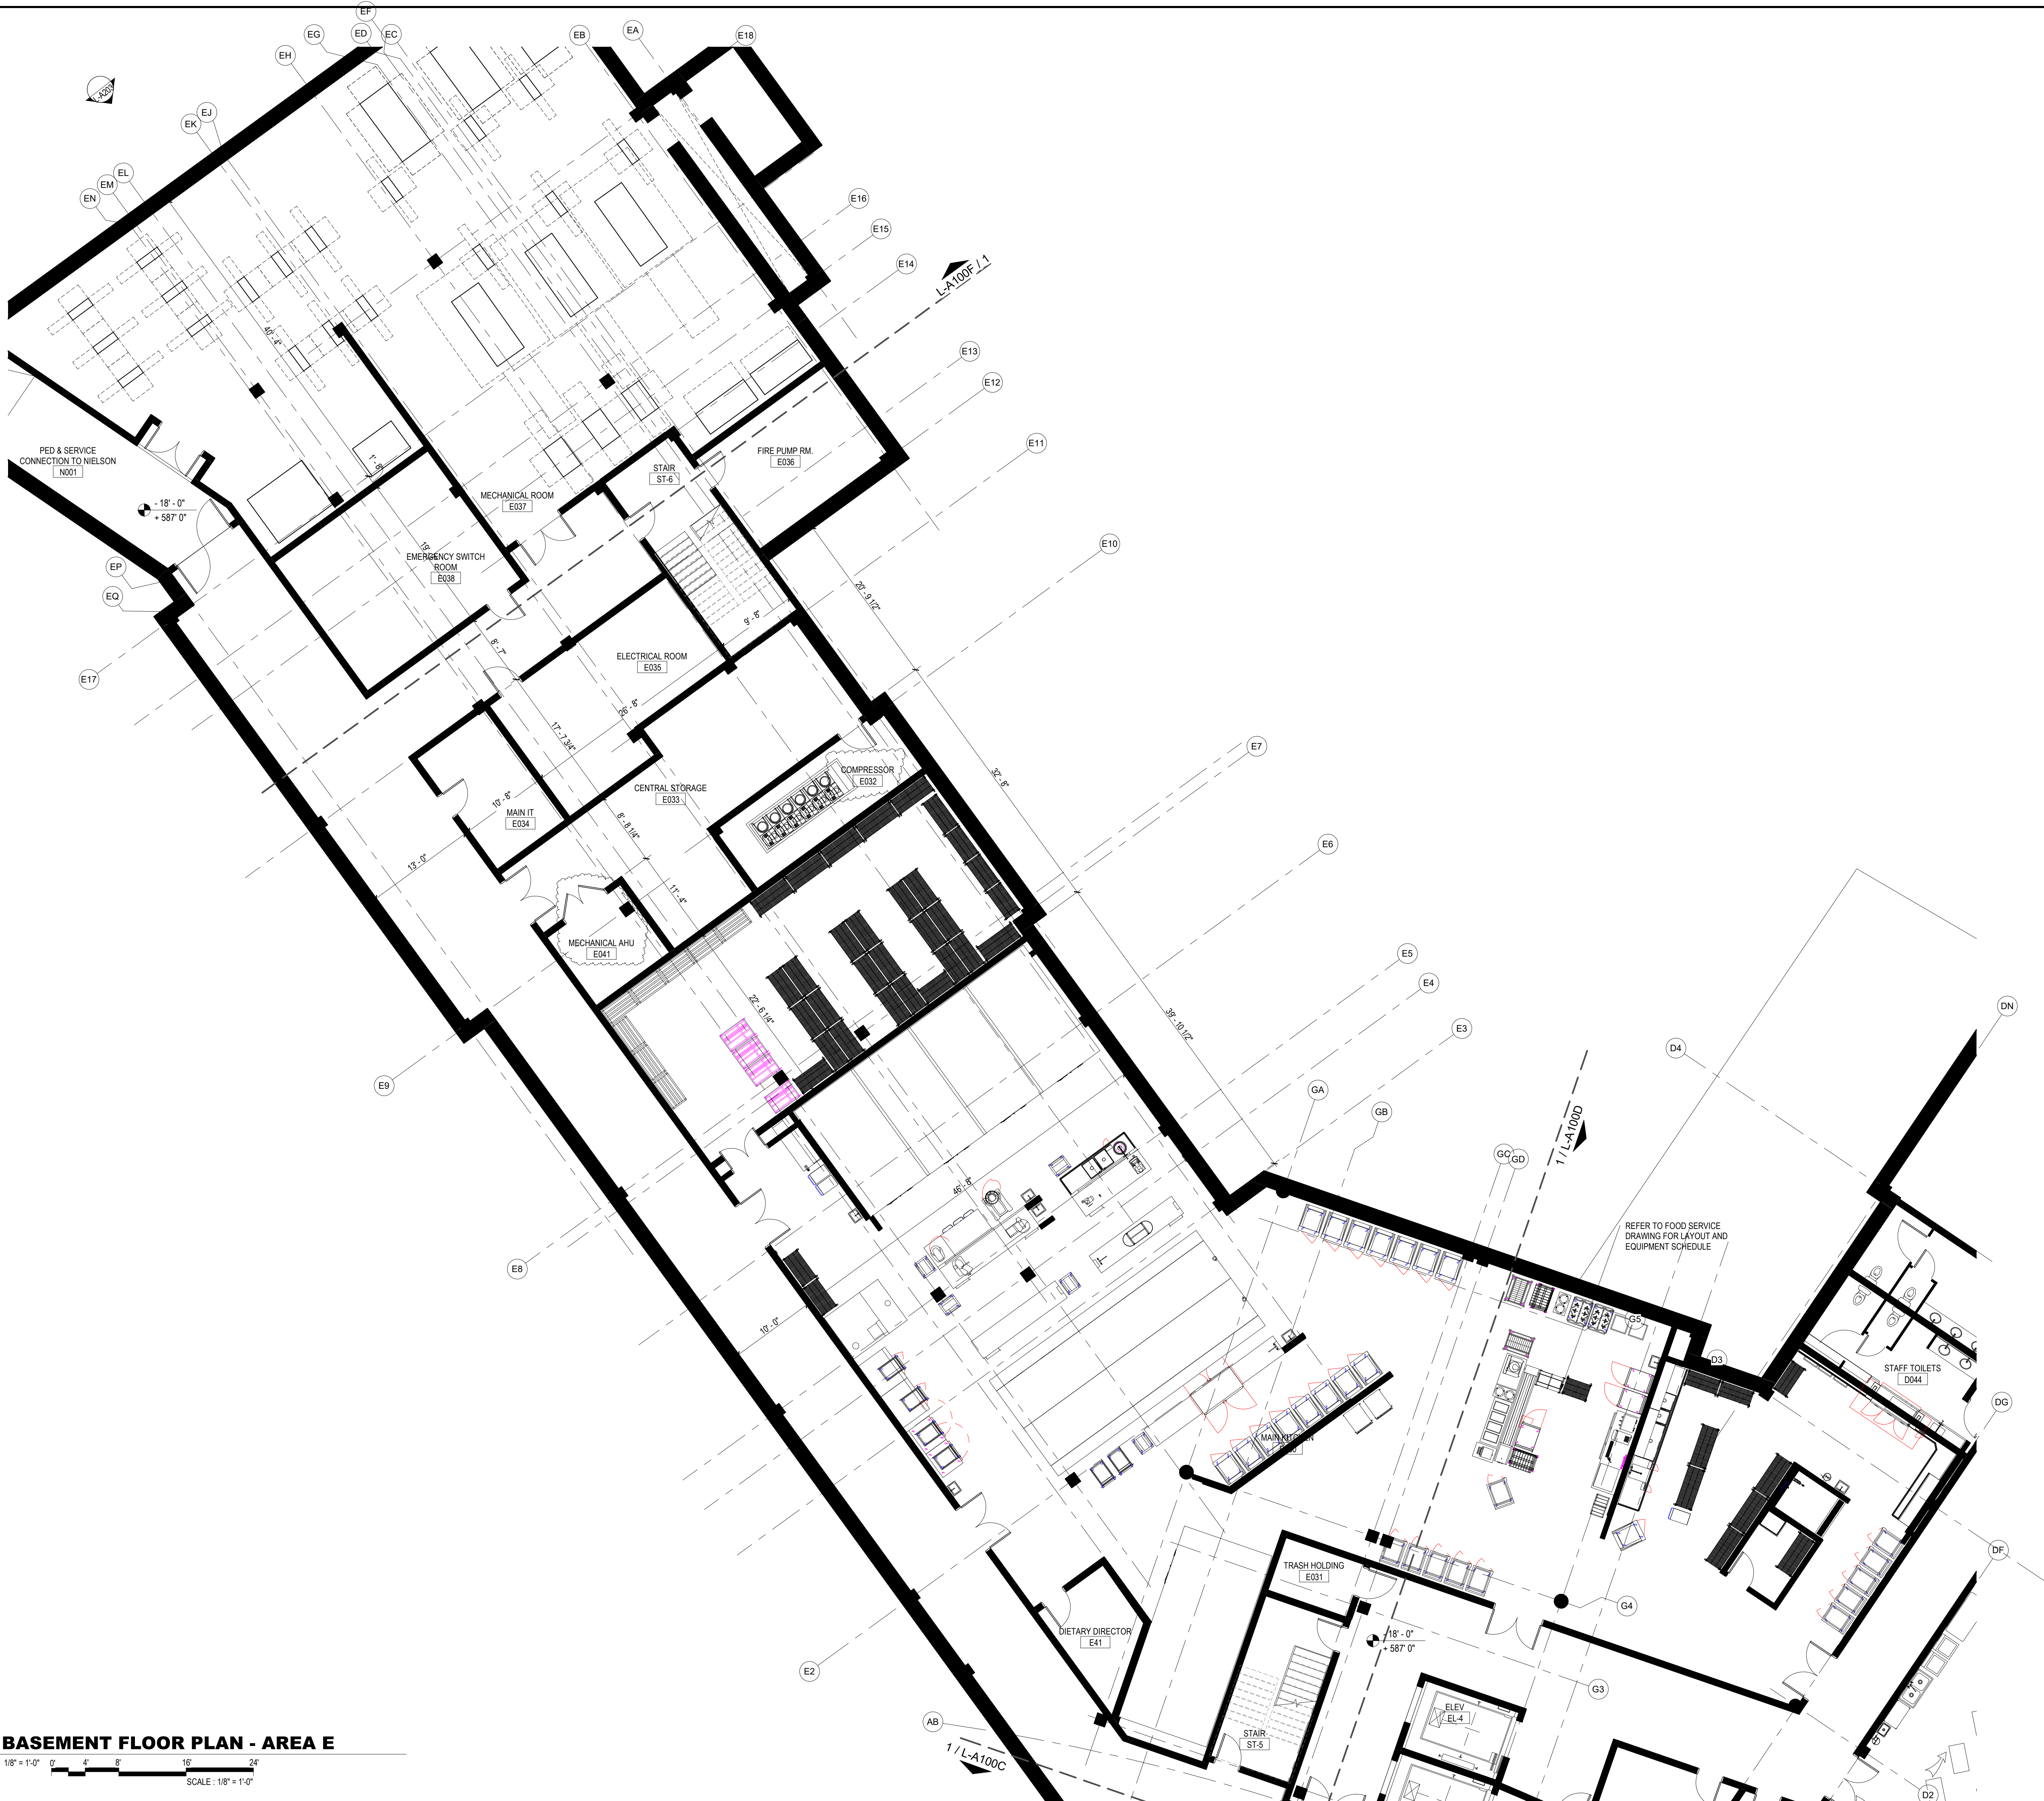 EF
EG
ED
EC
EB
EA
E18
EH
L-A203
EJ
EK
EL
EM
EN
E16
E15
E14
L-A100F / 1
40' - 4"
E13
E12
E11
PED & SERVICE
CONNECTION TO NIELSON
N001
- 18' - 0"
+ 587' 0"
1' - 8"
STAIR
ST-6
FIRE PUMP RM.
E036
MECHANICAL ROOM
E037
EMERGENCY SWITCH
ROOM
E038
E10
EP
EQ
20' - 9 1/2"
9' - 8"
8' - 7"
ELECTRICAL ROOM
E035
E17
26' - 8"
17' - 7 3/4"
E7
32' - 8"
COMPRESSOR
E032
CENTRAL STORAGE
E033
10' - 8"
MAIN IT
E034
8' - 8 1/4"
13' - 0"
E6
11' - 4"
MECHANICAL AHU
E041
E5
E4
E3
22' - 6 1/4"
39' - 10 1/2"
DN
D4
E9
GA
GB
GC
GD
1 / L-A100D
46' - 8"
REFER TO FOOD SERVICE
DRAWING FOR LAYOUT AND
EQUIPMENT SCHEDULE
E8
10' - 0"
G5
D3
STAFF TOILETS
D044
DG
MAIN KITCHEN
DF
TRASH HOLDING
E031
G4
DIETARY DIRECTOR
E41
- 18' - 0"
+ 587' 0"
E2
G3
ELEV
EL-4
AB
STAIR
ST-5
1 / L-A100C
D2
BASEMENT FLOOR PLAN - AREA E
1/8" = 1'-0" 0' 4' 8' 16' 24'
SCALE : 1/8" = 1'-0"